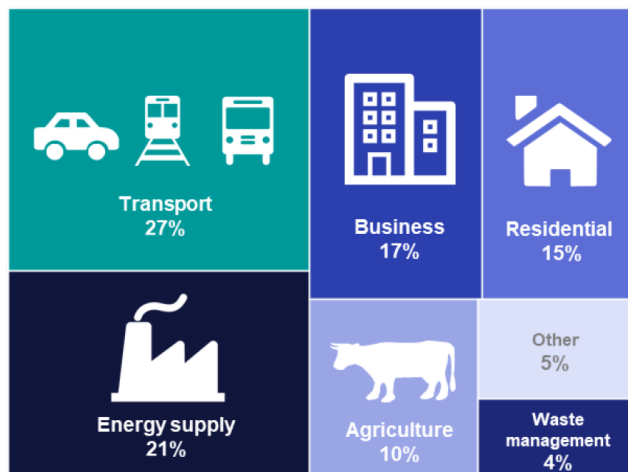 Transport
27%
Business
17%
Residential
15%
Energy supply
21%
Agriculture
10%
Other
5%
Waste
management
4%